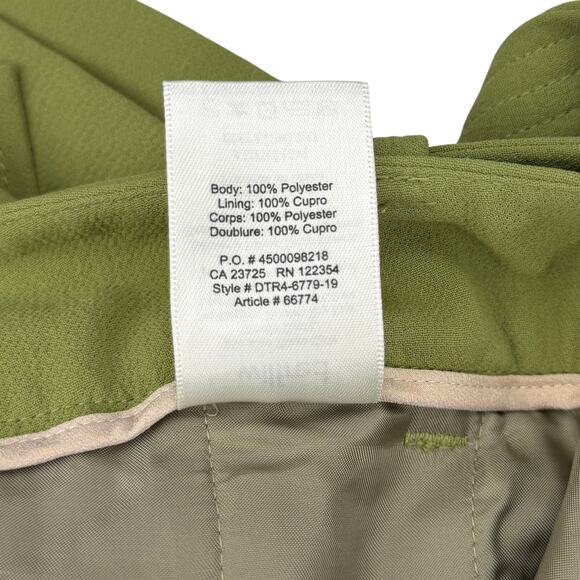 Body: 100% Polyester
Lining: 100% Cupro
Corps: 100% Polyester
Doublure: 100% Cupro
P.O. # 4500098218
CA 23725 RN 122354
Style # DTR4-6779-19
Article # 66774
wilfred